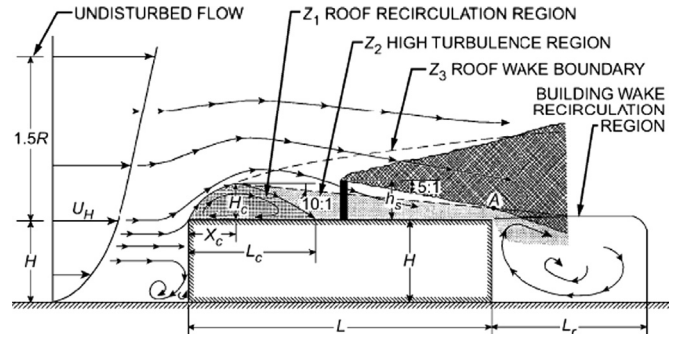 UNDISTURBED FLOW
Z1 ROOF RECIRCULATION REGION
Z2 HIGH TURBULENCE REGION
Z3 ROOF WAKE BOUNDARY
BUILDING WAKE
RECIRCULATION
REGION
1.5R
UH
H
Hc
10:1
hs
5:1
A
Xc
Lc
H
L
Lr